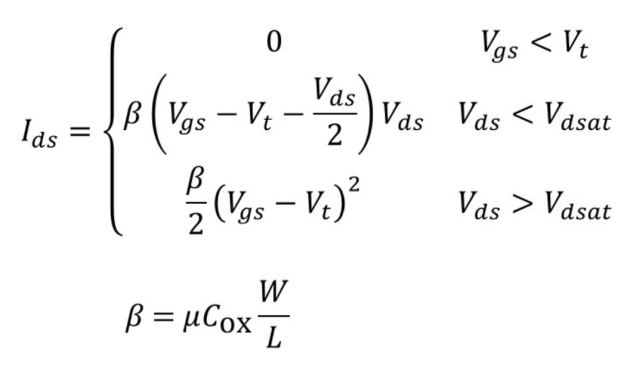 0 V_gs < V_t
I_ds = { β(V_gs − V_t − V_ds/2)V_ds V_ds < V_dsat
β/2 (V_gs − V_t)² V_ds > V_dsat
β = μC_ox W/L